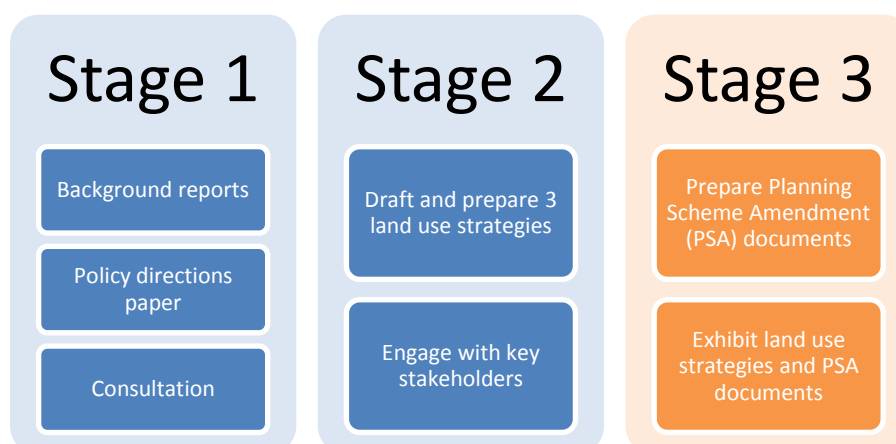 Stage 1
Background reports
Policy directions
paper
Consultation
Stage 2
Draft and prepare 3
land use strategies
Engage with key
stakeholders
Stage 3
Prepare Planning
Scheme Amendment
(PSA) documents
Exhibit land use
strategies and PSA
documents